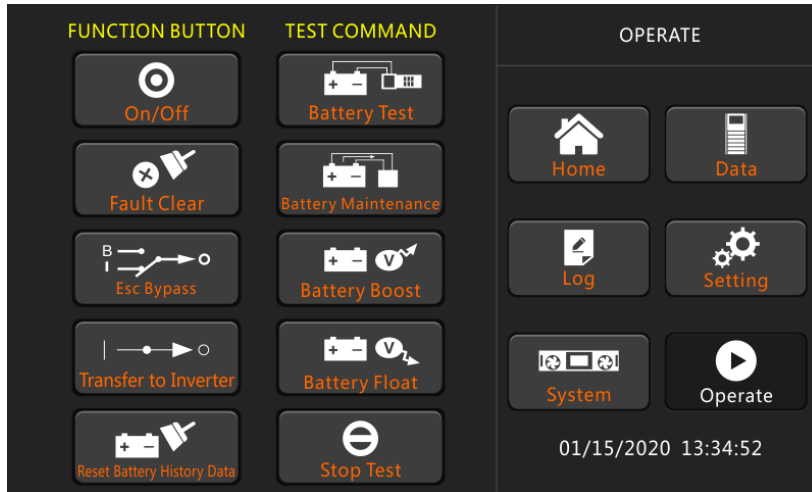 FUNCTION BUTTON
On/Off
Fault Clear
B
I
Esc Bypass
Transfer to Inverter
Reset Battery History Data
TEST COMMAND
Battery Test
Battery Maintenance
V
Battery Boost
V
Battery Float
Stop Test
OPERATE
Home
Data
Log
Setting
System
Operate
01/15/2020 13:34:52